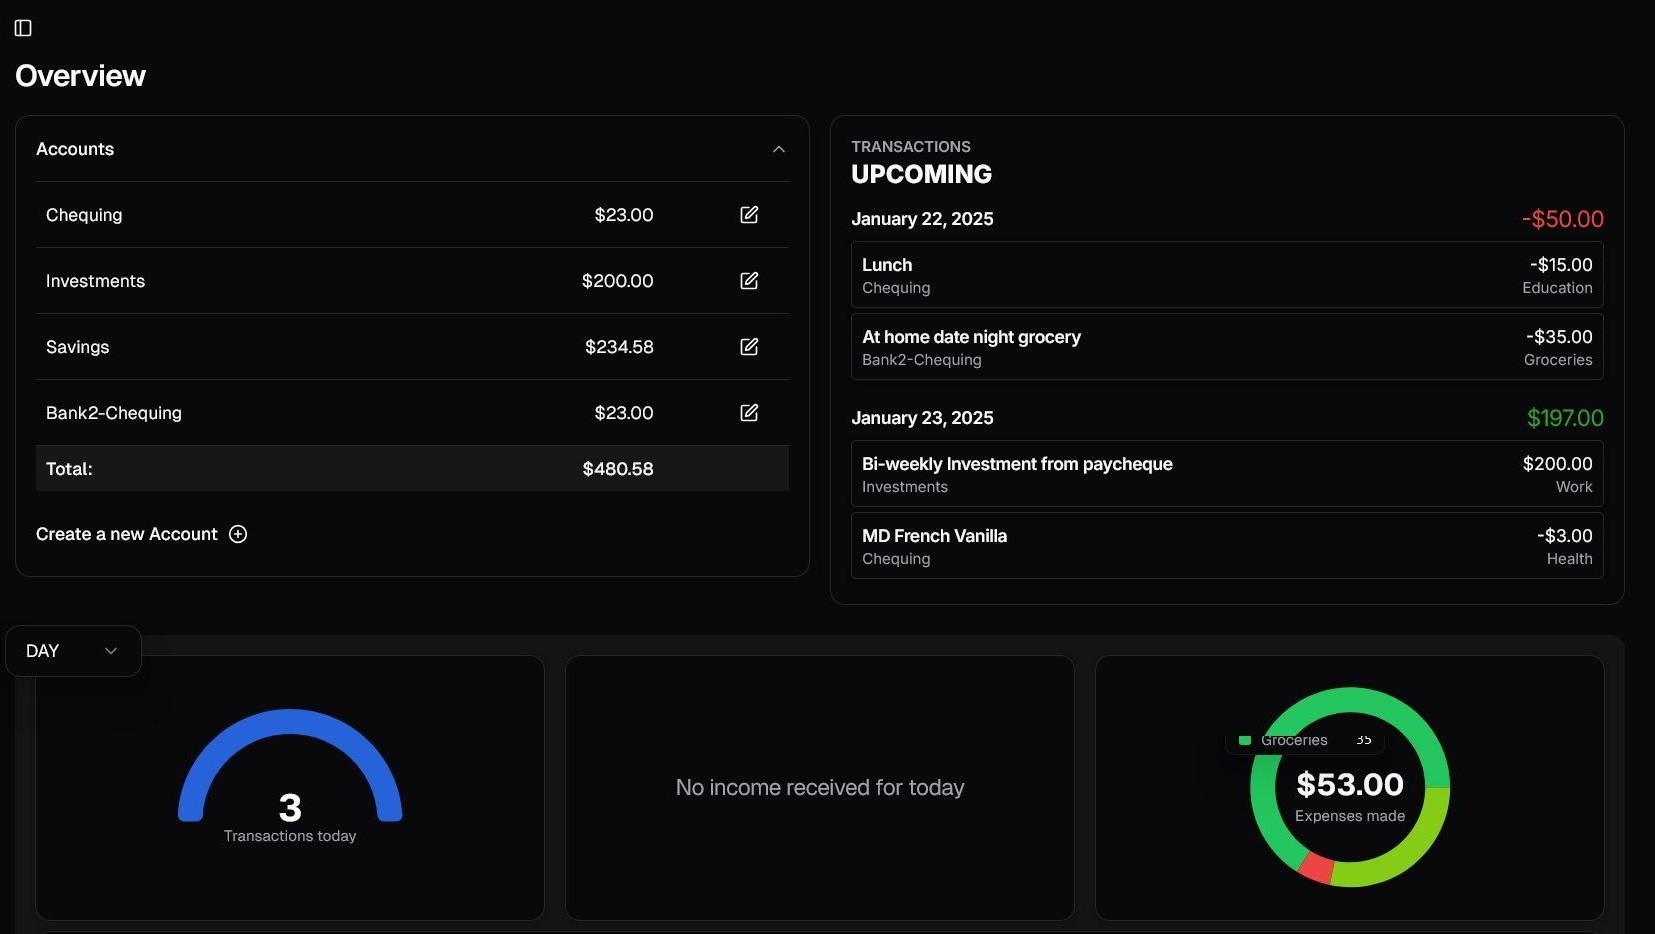 Overview
Accounts
Chequing $23.00
Investments $200.00
Savings $234.58
Bank2-Chequing $23.00
Total: $480.58
Create a new Account
TRANSACTIONS
UPCOMING
January 22, 2025 -$50.00
Lunch -$15.00
Chequing Education
At home date night grocery -$35.00
Bank2-Chequing Groceries
January 23, 2025 $197.00
Bi-weekly Investment from paycheque $200.00
Investments Work
MD French Vanilla -$3.00
Chequing Health
DAY
3
Transactions today
No income received for today
Groceries 35
$53.00
Expenses made